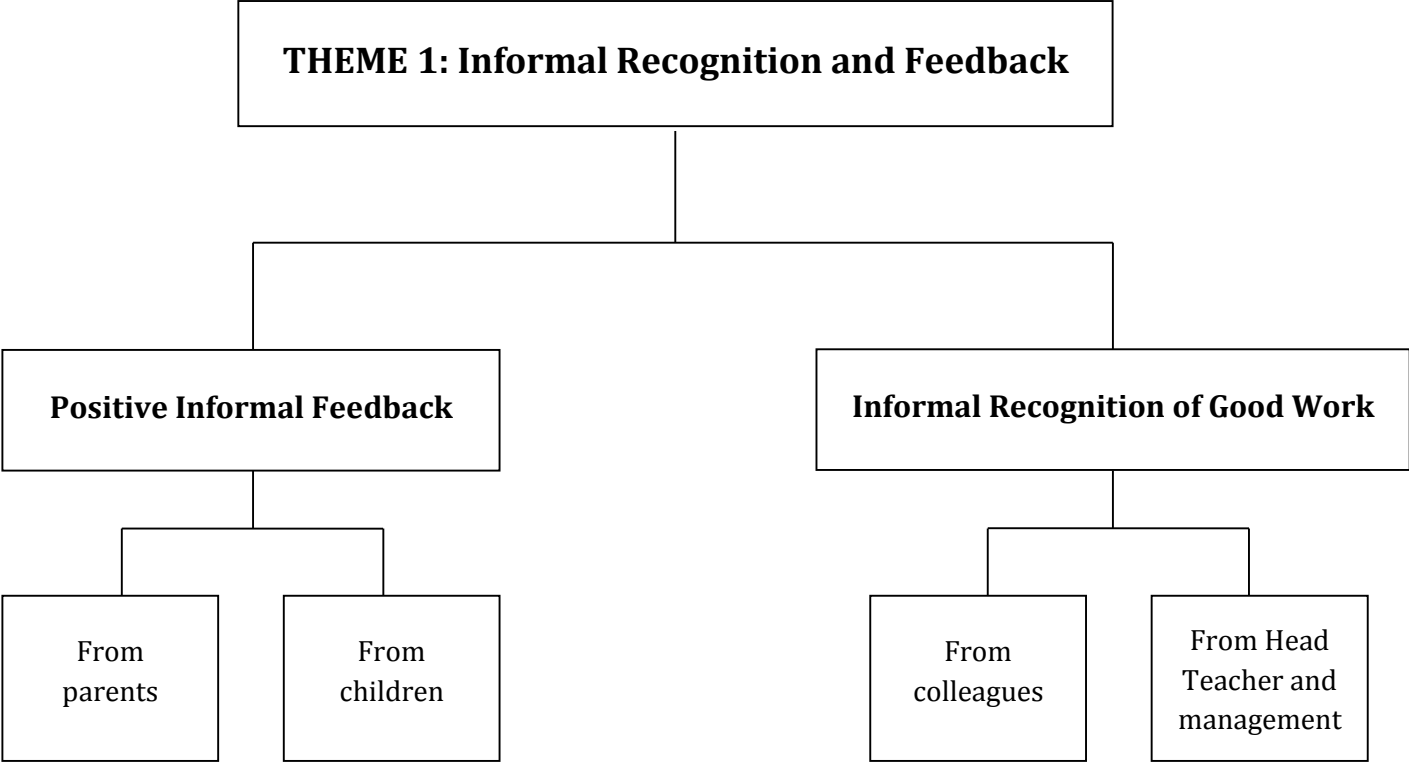 THEME 1: Informal Recognition and Feedback
Positive Informal Feedback
Informal Recognition of Good Work
From
parents
From
children
From
colleagues
From Head
Teacher and
management